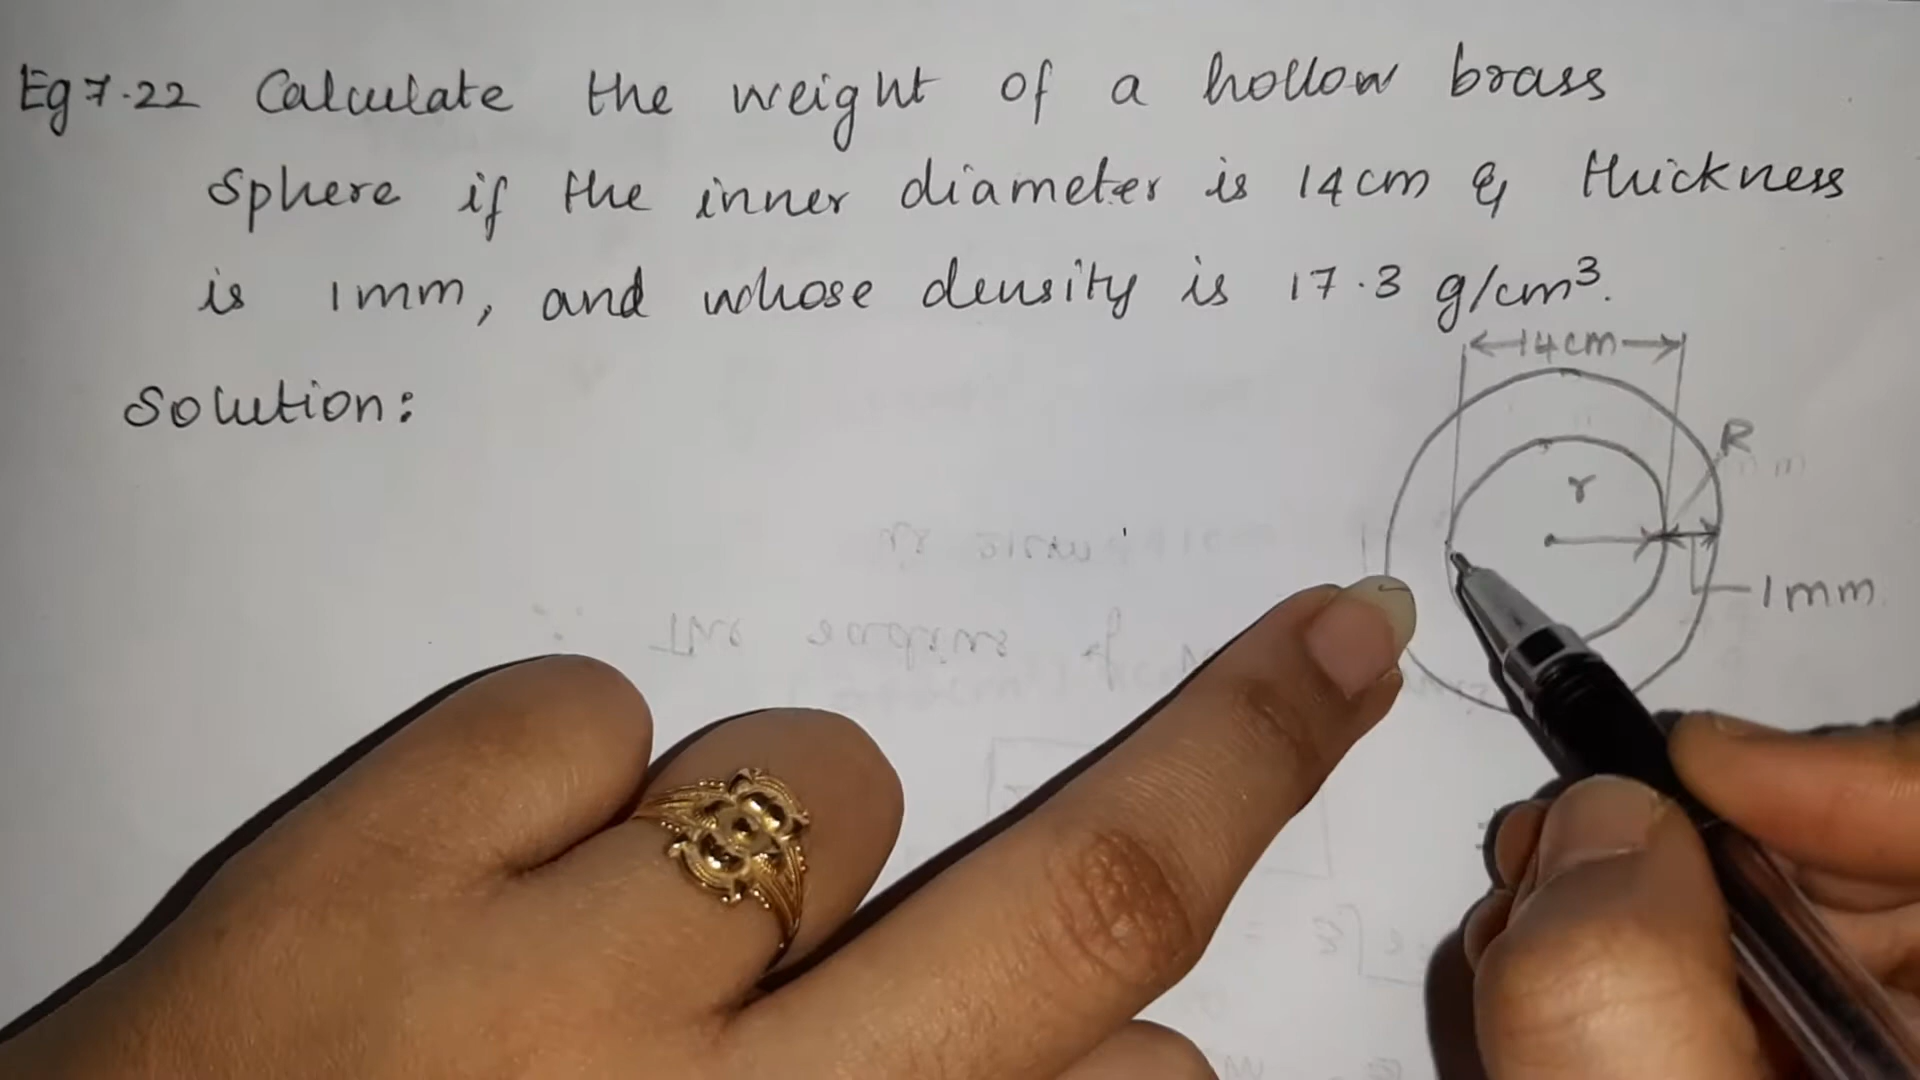 Eg 7.22 Calculate the weight of a hollow brass
sphere if the inner diameter is 14cm & thickness
is 1mm, and whose density is 17.3 g/cm³.
Solution:
14cm
R
r
1mm